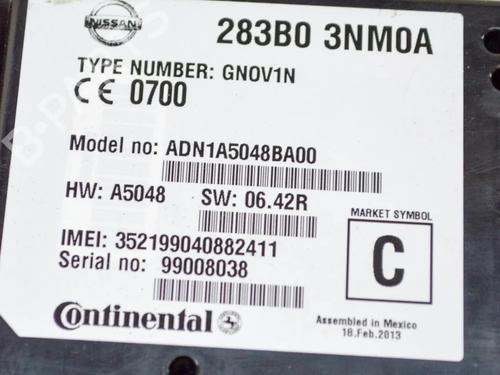 NISSAN
283B0 3NM0A
TYPE NUMBER: GNOV1N
CE 0700
Model no: ADN1A5048BA00
HW: A5048 SW: 06.42R
MARKET SYMBOL
C
IMEI: 352199040882411
Serial no: 99008038
Continental
Assembled in Mexico
18.Feb.2013
B-PARTS